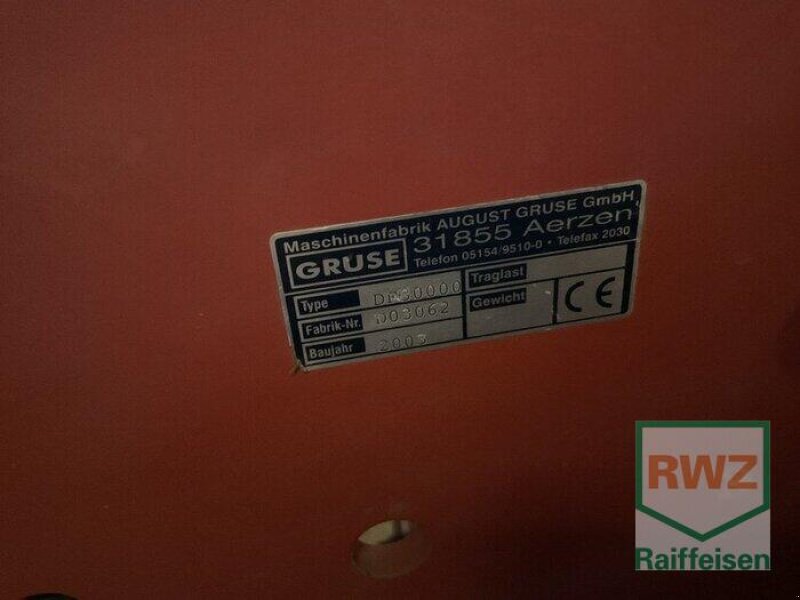 Maschinenfabrik AUGUST GRUSE GmbH
GRUSE
31855 Aerzen
Telefon 05154/9510-0 • Telefax 2030
Type
Traglast
Fabrik-Nr. D03062
Gewicht
CE
Baujahr 2003
RWZ
Raiffeisen